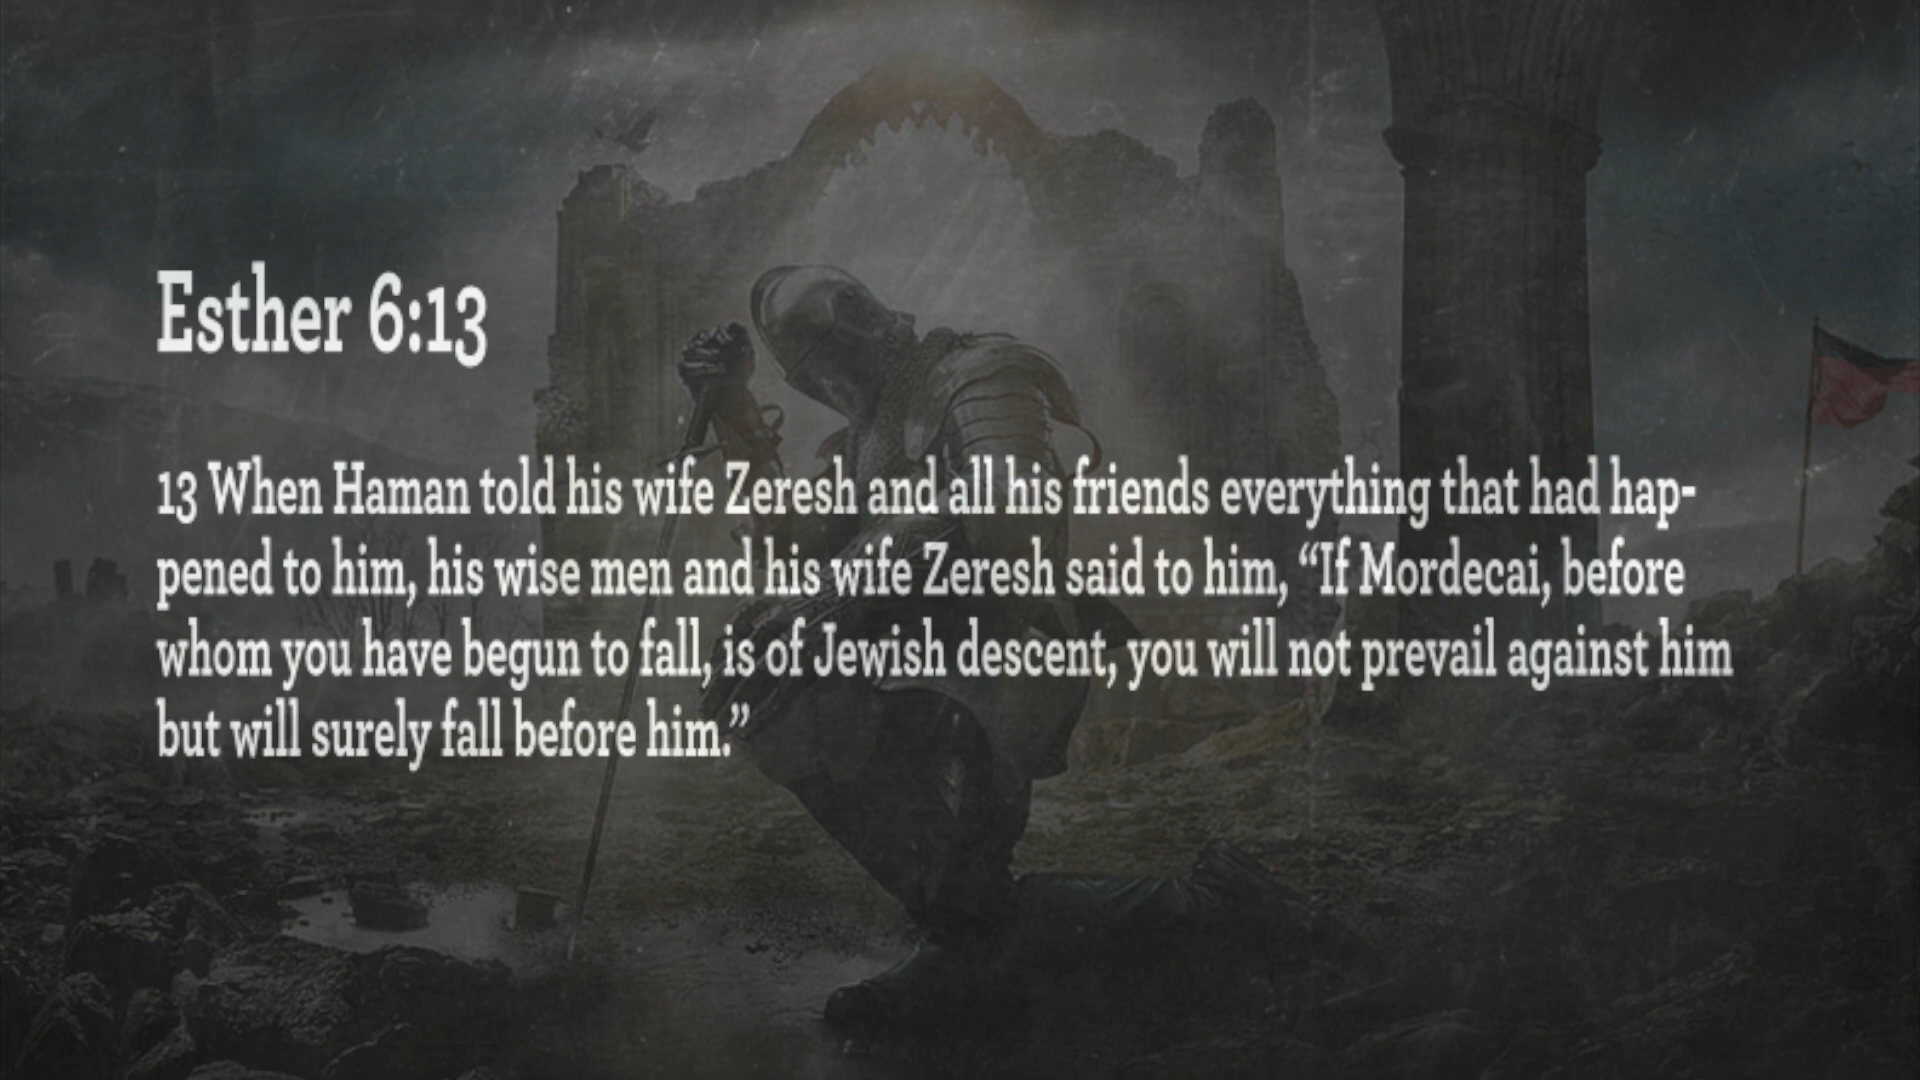 Esther 6:13
13 When Haman told his wife Zeresh and all his friends everything that had hap-
pened to him, his wise men and his wife Zeresh said to him, “If Mordecai, before
whom you have begun to fall, is of Jewish descent, you will not prevail against him
but will surely fall before him.”